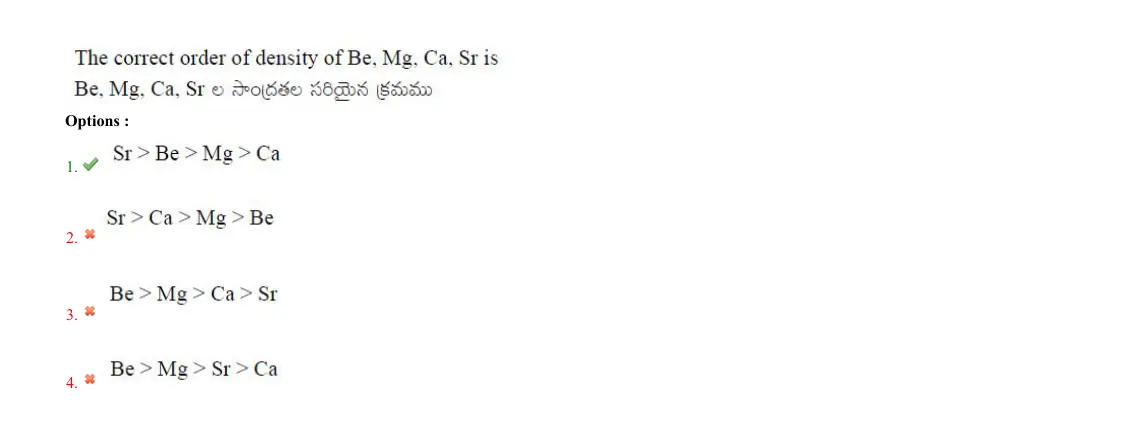 The correct order of density of Be, Mg, Ca, Sr is
Be, Mg, Ca, Sr ల సాంద్రతల సరియైన క్రమము
Options :
1. Sr > Be > Mg > Ca
2. Sr > Ca > Mg > Be
3. Be > Mg > Ca > Sr
4. Be > Mg > Sr > Ca